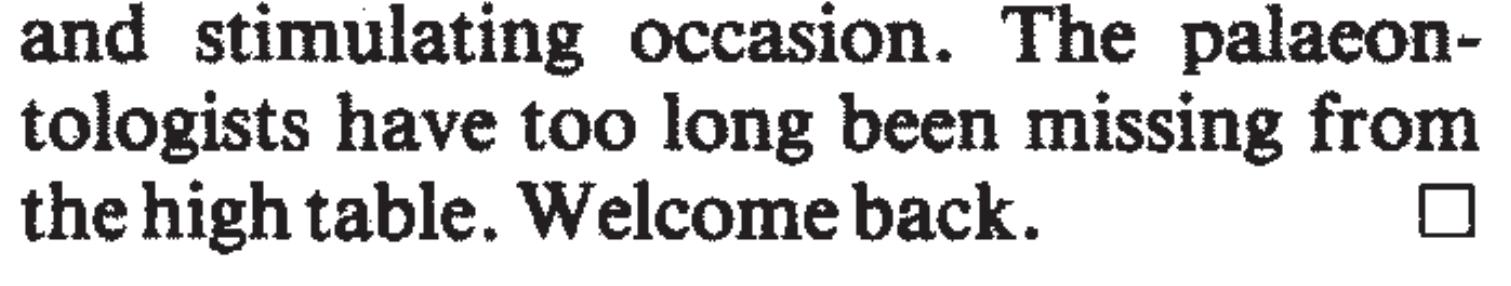 and stimulating occasion. The palaeon-
tologists have too long been missing from
the high table. Welcome back. □